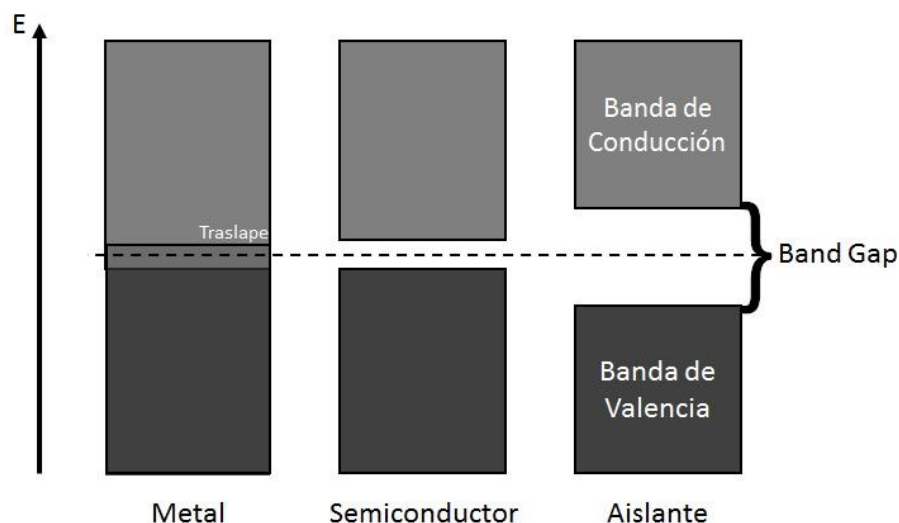 E
Banda de
Conducción
Traslape
Band Gap
Banda de
Valencia
Metal
Semiconductor
Aislante